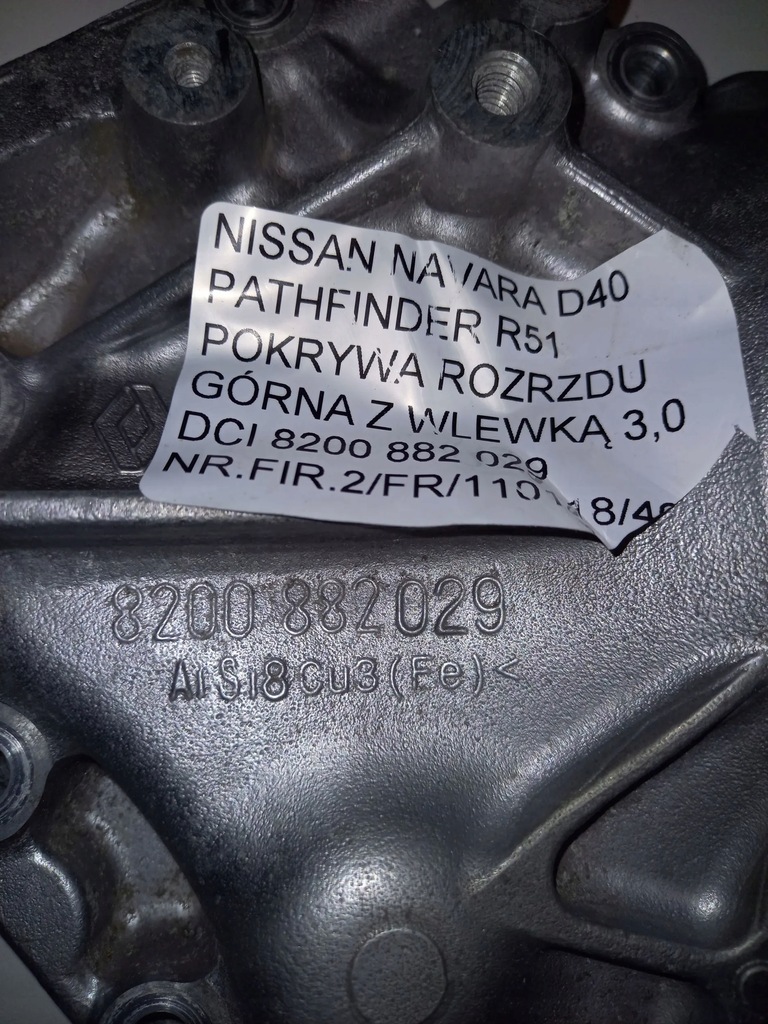 NISSAN NAVARA D40
PATHFINDER R51
POKRYWA ROZRZDU
GÓRNA Z WLEWKĄ 3,0
DCI 8200 882 029
8200 882029
AlSi8Cu3(Fe)<